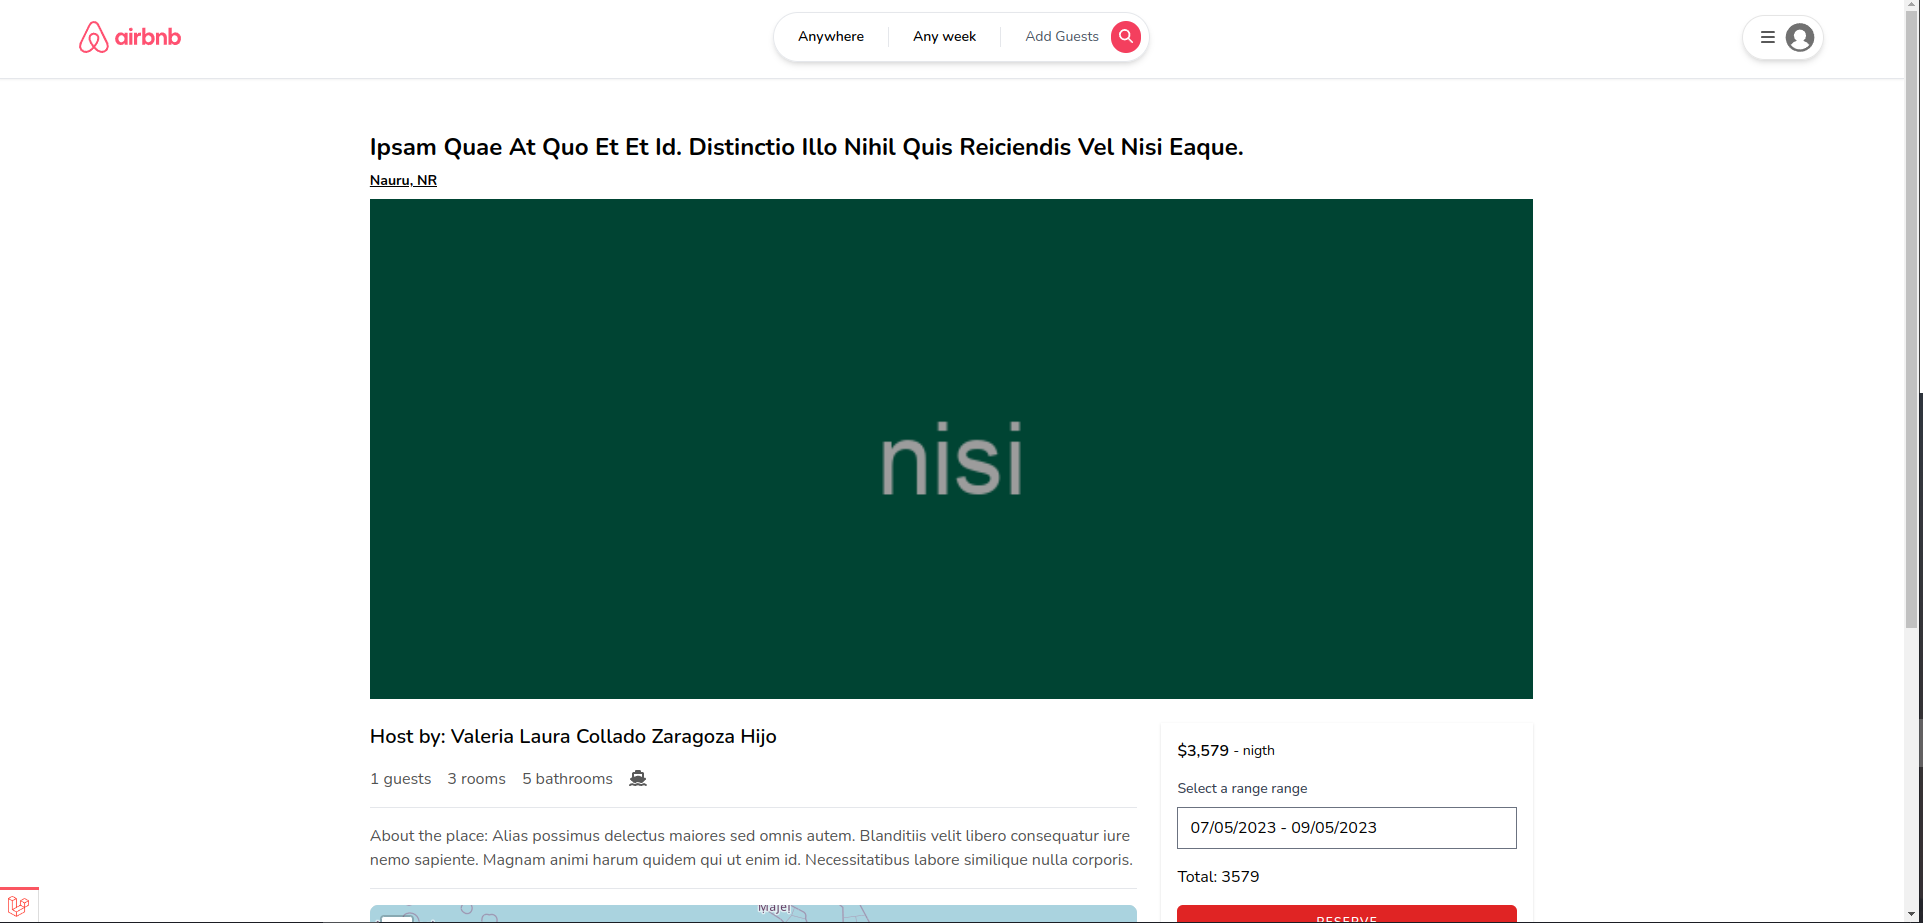 airbnb
Anywhere
Any week
Add Guests
Ipsam Quae At Quo Et Et Id. Distinctio Illo Nihil Quis Reiciendis Vel Nisi Eaque.
Nauru, NR
nisi
Host by: Valeria Laura Collado Zaragoza Hijo
1 guests 3 rooms 5 bathrooms
About the place: Alias possimus delectus maiores sed omnis autem. Blanditiis velit libero consequatur iure
nemo sapiente. Magnam animi harum quidem qui ut enim id. Necessitatibus labore similique nulla corporis.
Majel
$3,579 - nigth
Select a range range
07/05/2023 - 09/05/2023
Total: 3579
RESERVE